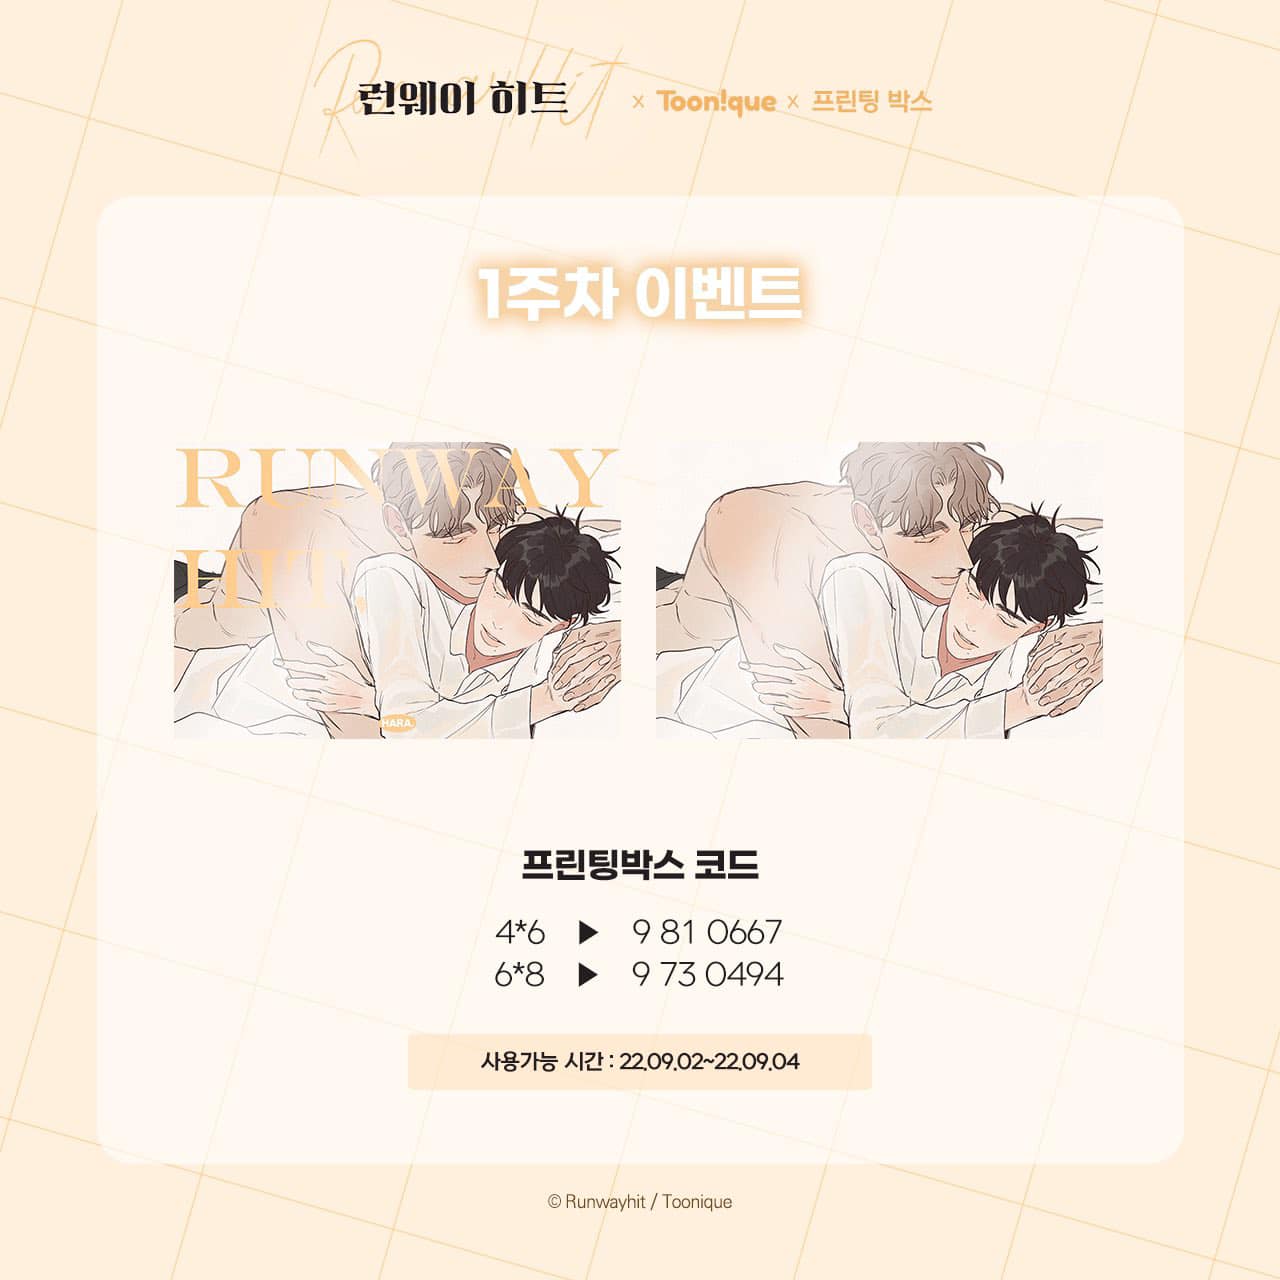 Runway Hit
런웨이 히트 x Toon!que x 프린팅 박스
1주차 이벤트
RUNWAY
HIT.
HARA.
프린팅박스 코드
4*6 ▶ 9 81 0667
6*8 ▶ 9 73 0494
사용가능 시간 : 22.09.02~22.09.04
© Runwayhit / Toonique